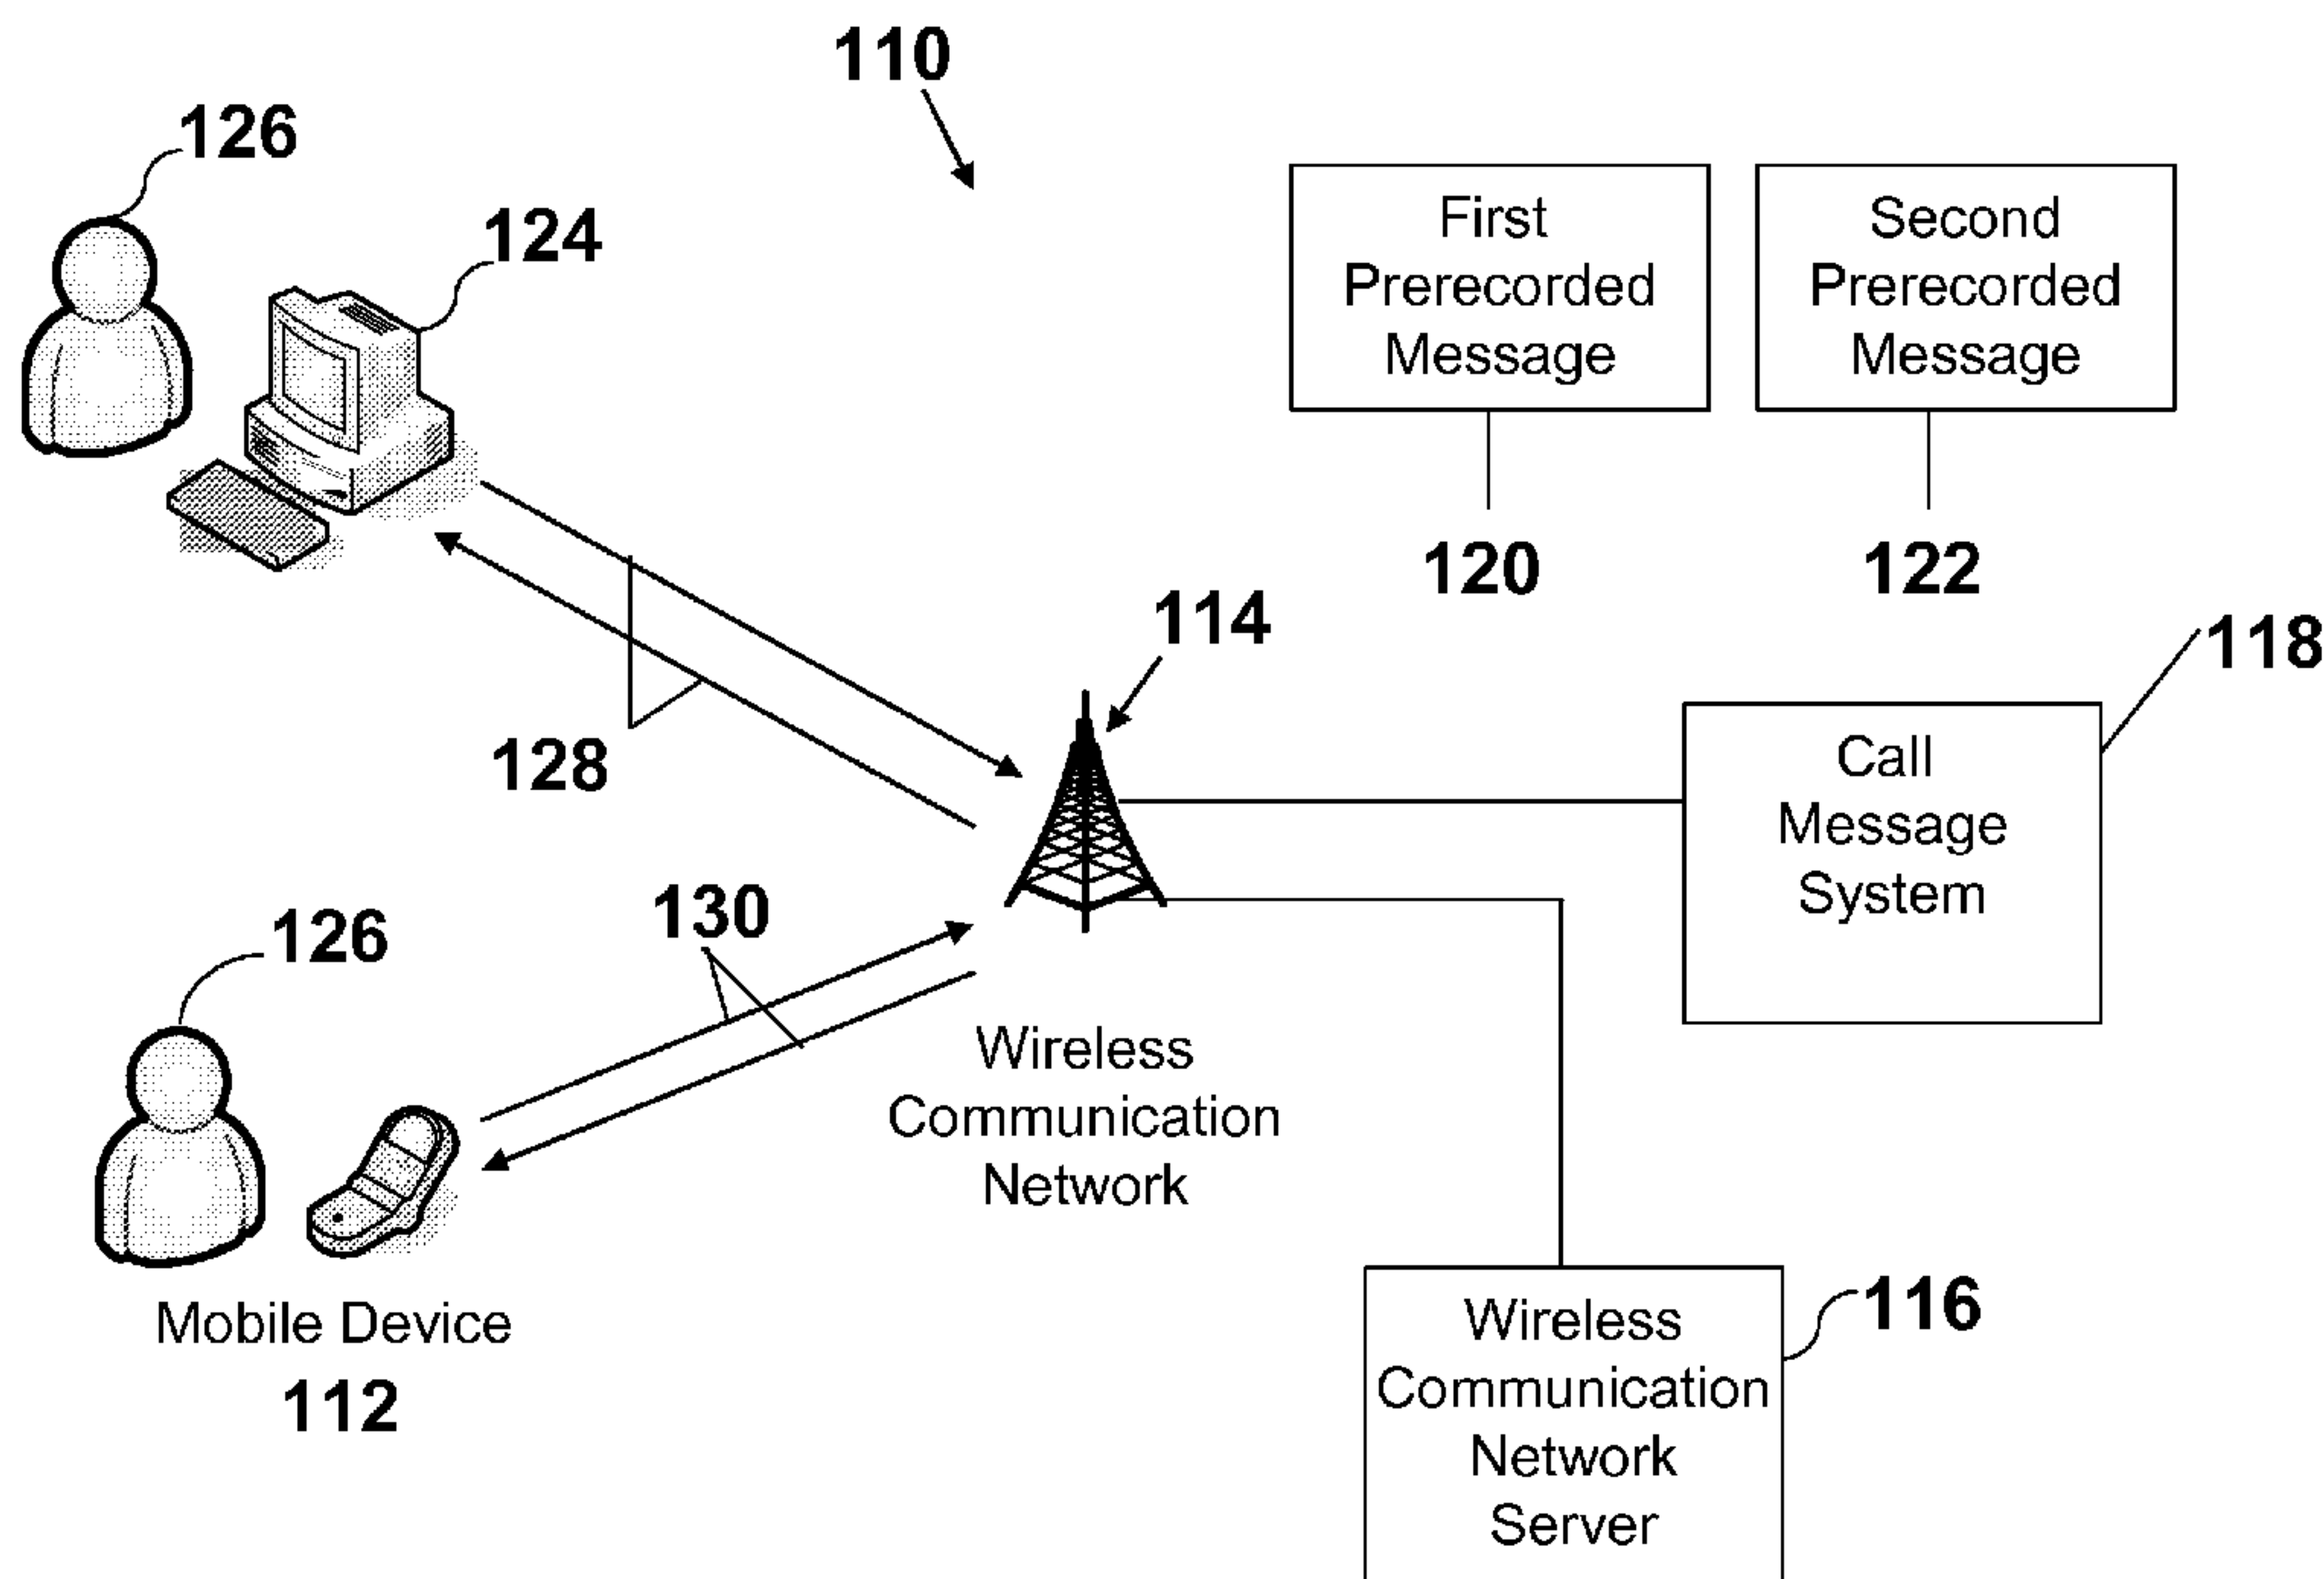 110
126
124
First
Prerecorded
Message
Second
Prerecorded
Message
120
122
114
118
128
Call
Message
System
130
126
Wireless
Communication
Network
Mobile Device
112
Wireless
Communication
Network
Server
116